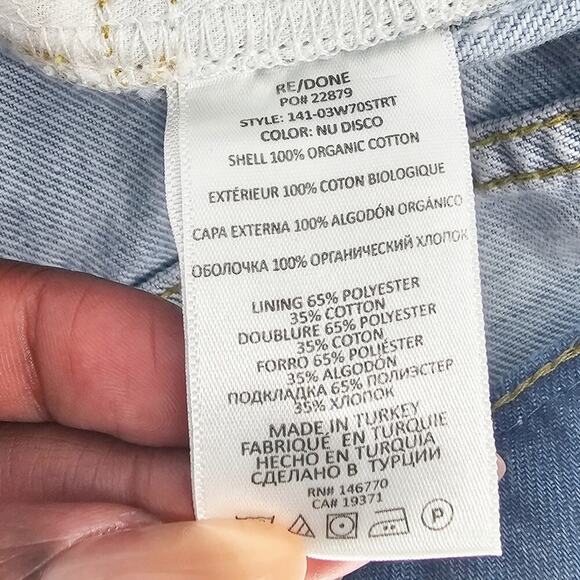 RE/DONE
PO# 22879
STYLE: 141-03W70STRT
COLOR: NU DISCO
SHELL 100% ORGANIC COTTON
EXTÉRIEUR 100% COTON BIOLOGIQUE
CAPA EXTERNA 100% ALGODÓN ORGÁNICO
ОБОЛОЧКА 100% ОРГАНИЧЕСКИЙ ХЛОПОК
LINING 65% POLYESTER
35% COTTON
DOUBLURE 65% POLYESTER
35% COTON
FORRO 65% POLIÉSTER
35% ALGODÓN
ПОДКЛАДКА 65% ПОЛИЭСТЕР
35% ХЛОПОК
MADE IN TURKEY
FABRIQUÉ EN TURQUIE
HECHO EN TURQUIA
СДЕЛАНО В ТУРЦИИ
RN# 146770
CA# 19371
P